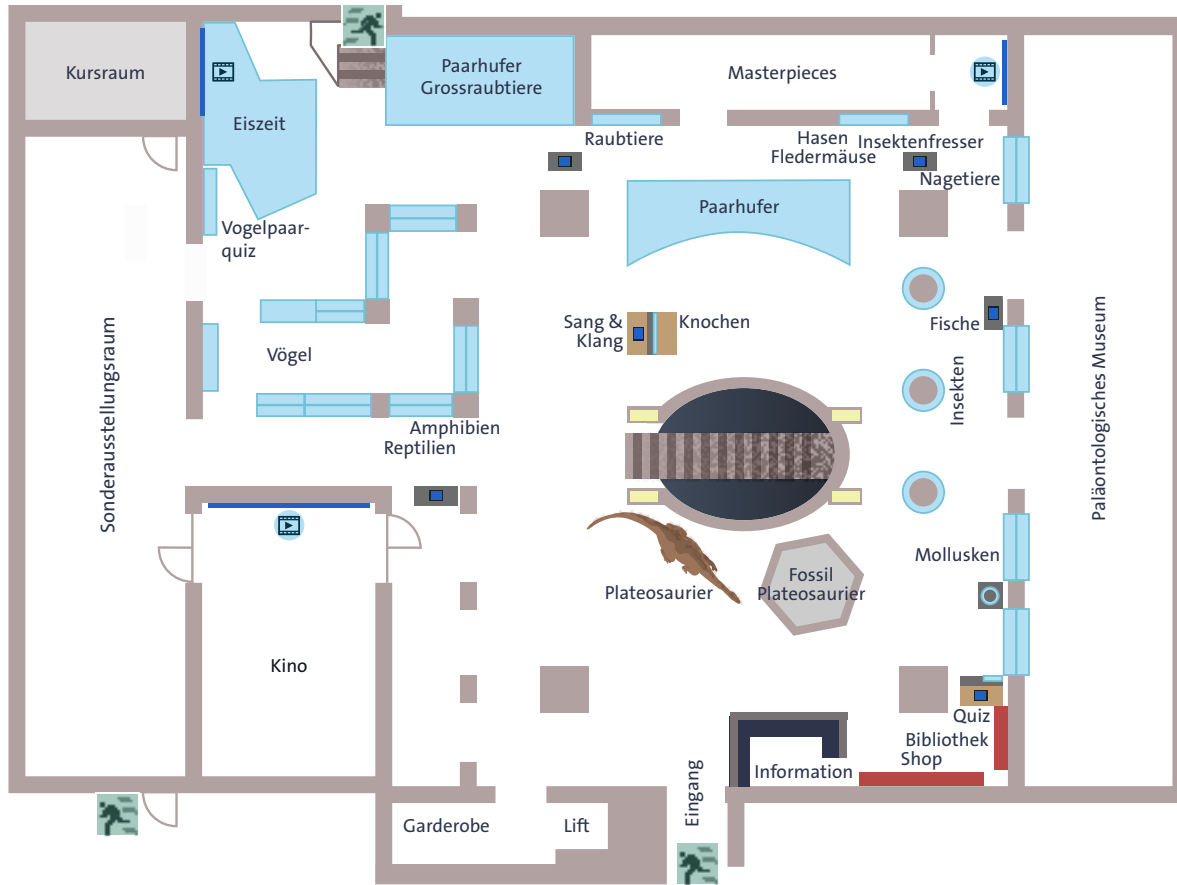 Kursraum
Eiszeit
Paarhufer
Grossraubtiere
Masterpieces
Raubtiere
Hasen
Fledermäuse
Insektenfresser
Nagetiere
Vogelpaar-
quiz
Paarhufer
Sang &
Klang
Knochen
Fische
Vögel
Insekten
Amphibien
Reptilien
Sonderausstellungsraum
Paläontologisches Museum
Plateosaurier
Fossil
Plateosaurier
Mollusken
Kino
Quiz
Bibliothek
Shop
Information
Eingang
Garderobe
Lift